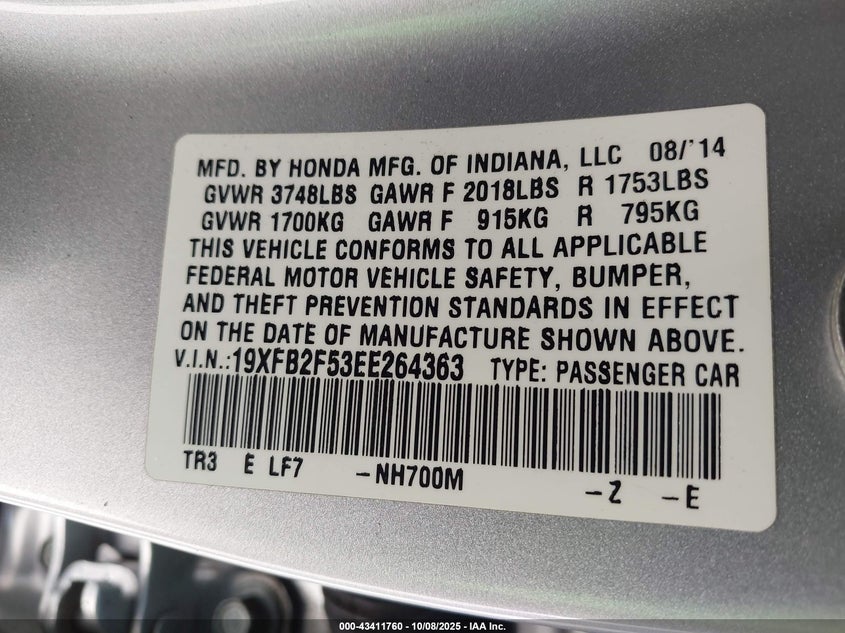 MFD. BY HONDA MFG. OF INDIANA, LLC 08/'14
GVWR 3748LBS GAWR F 2018LBS R 1753LBS
GVWR 1700KG GAWR F 915KG R 795KG
THIS VEHICLE CONFORMS TO ALL APPLICABLE
FEDERAL MOTOR VEHICLE SAFETY, BUMPER,
AND THEFT PREVENTION STANDARDS IN EFFECT
ON THE DATE OF MANUFACTURE SHOWN ABOVE.
V.I.N.:19XFB2F53EE264363 TYPE: PASSENGER CAR
TR3 E LF7 -NH700M -Z -E
000-43411760 - 10/08/2025 - IAA Inc.